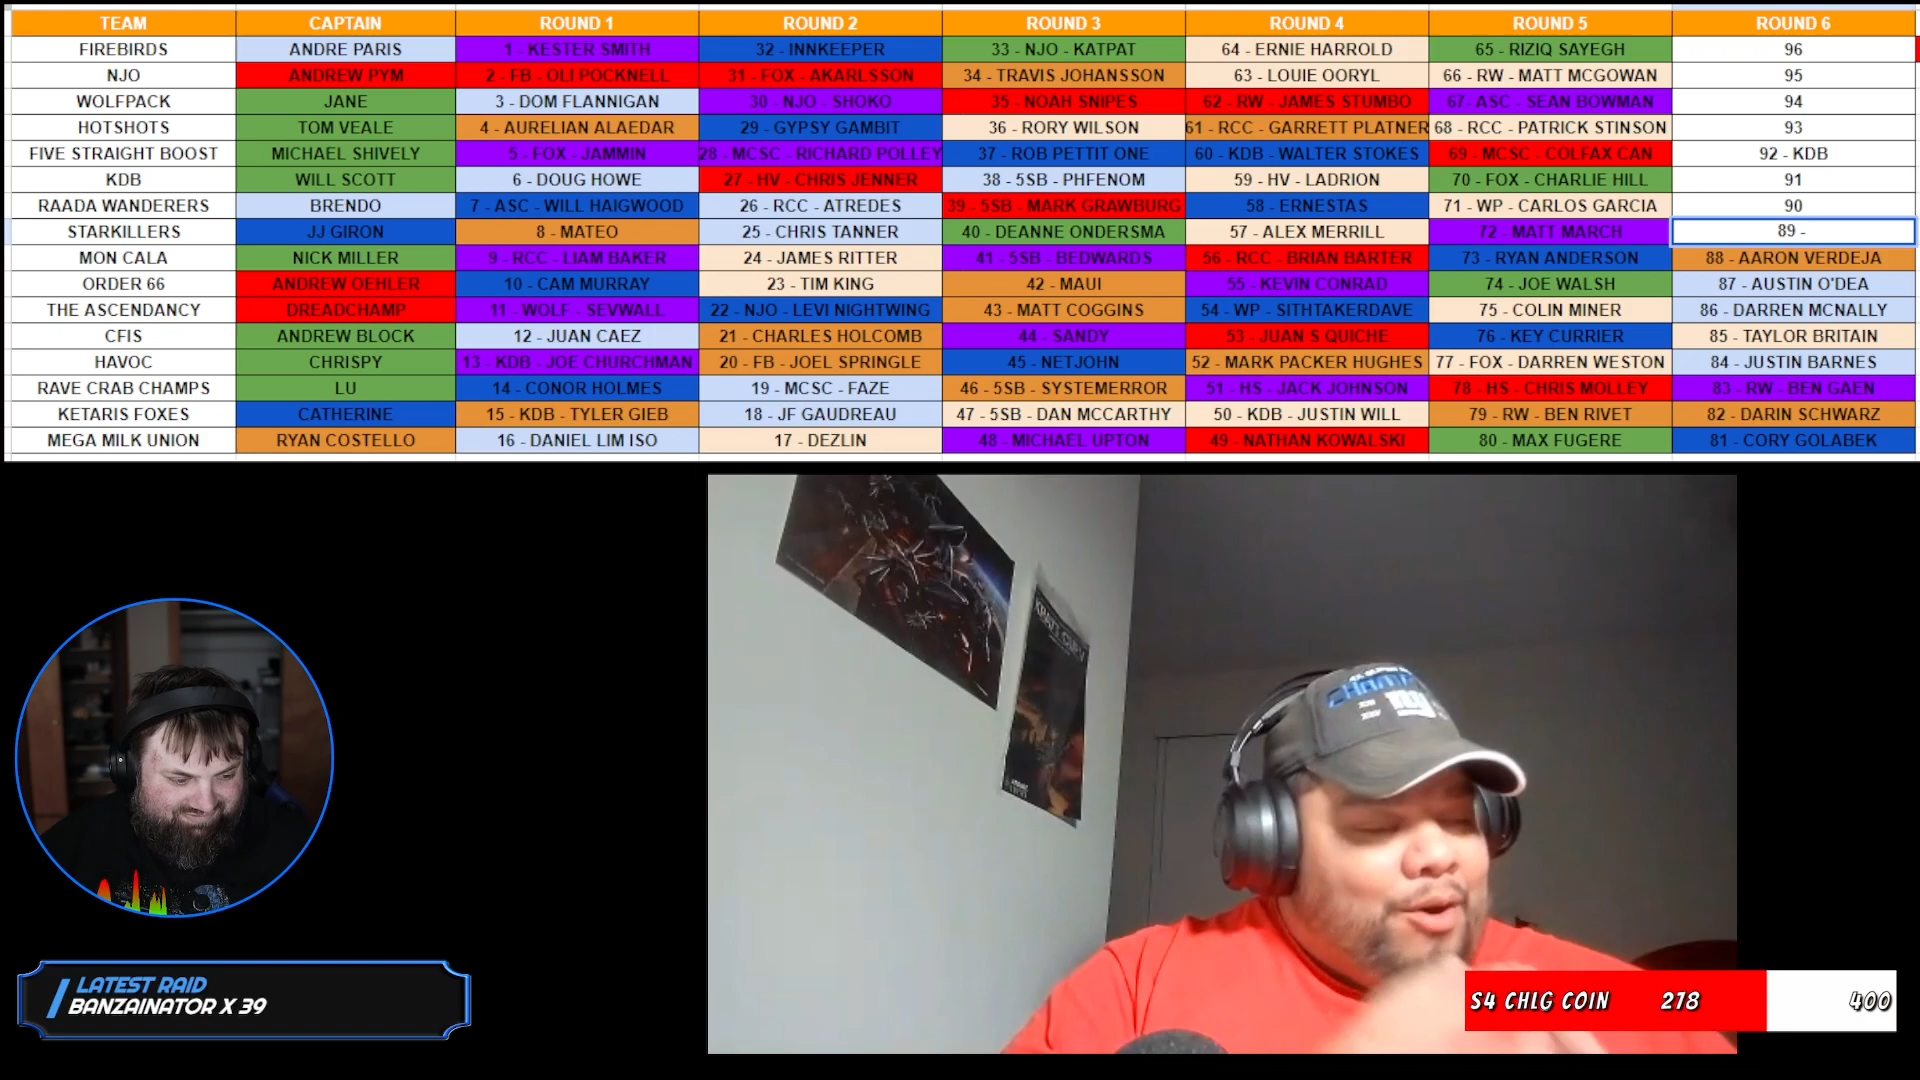 TEAM CAPTAIN ROUND 1 ROUND 2 ROUND 3 ROUND 4 ROUND 5 ROUND 6
FIREBIRDS ANDRE PARIS 1 - KESTER SMITH 32 - INNKEEPER 33 - NJO - KATPAT 64 - ERNIE HARROLD 65 - RIZIQ SAYEGH 96
NJO ANDREW PYM 2 - FB - OLI POCKNELL 31 - FOX - AKARLSSON 34 - TRAVIS JOHANSSON 63 - LOUIE OORYL 66 - RW - MATT MCGOWAN 95
WOLFPACK JANE 3 - DOM FLANNIGAN 30 - NJO - SHOKO 35 - NOAH SNIPES 62 - RW - JAMES STUMBO 67- ASC - SEAN BOWMAN 94
HOTSHOTS TOM VEALE 4 - AURELIAN ALAEDAR 29 - GYPSY GAMBIT 36 - RORY WILSON 61 - RCC - GARRETT PLATNER 68 - RCC - PATRICK STINSON 93
FIVE STRAIGHT BOOST MICHAEL SHIVELY 5 - FOX - JAMMIN 28 - MCSC - RICHARD POLLEY 37 - ROB PETTIT ONE 60 - KDB - WALTER STOKES 69 - MCSC - COLFAX CAN 92 - KDB
KDB WILL SCOTT 6 - DOUG HOWE 27 - HV - CHRIS JENNER 38 - 5SB - PHFENOM 59 - HV - LADRION 70 - FOX - CHARLIE HILL 91
RAADA WANDERERS BRENDO 7 - ASC - WILL HAIGWOOD 26 - RCC - ATREDES 39 - 5SB - MARK GRAWBURG 58 - ERNESTAS 71 - WP - CARLOS GARCIA 90
STARKILLERS JJ GIRON 8 - MATEO 25 - CHRIS TANNER 40 - DEANNE ONDERSMA 57 - ALEX MERRILL 72 - MATT MARCH 89 -
MON CALA NICK MILLER 9 - RCC - LIAM BAKER 24 - JAMES RITTER 41 - 5SB - BEDWARDS 56 - RCC - BRIAN BARTER 73 - RYAN ANDERSON 88 - AARON VERDEJA
ORDER 66 ANDREW OEHLER 10 - CAM MURRAY 23 - TIM KING 42 - MAUI 55 - KEVIN CONRAD 74 - JOE WALSH 87 - AUSTIN O'DEA
THE ASCENDANCY DREADCHAMP 11 - WOLF - SEVWALL 22 - NJO - LEVI NIGHTWING 43 - MATT COGGINS 54 - WP - SITHTAKERDAVE 75 - COLIN MINER 86 - DARREN MCNALLY
CFIS ANDREW BLOCK 12 - JUAN CAEZ 21 - CHARLES HOLCOMB 44 - SANDY 53 - JUAN S QUICHE 76 - KEY CURRIER 85 - TAYLOR BRITAIN
HAVOC CHRISPY 13 - KDB - JOE CHURCHMAN 20 - FB - JOEL SPRINGLE 45 - NETJOHN 52 - MARK PACKER HUGHES 77 - FOX - DARREN WESTON 84 - JUSTIN BARNES
RAVE CRAB CHAMPS LU 14 - CONOR HOLMES 19 - MCSC - FAZE 46 - 5SB - SYSTEMERROR 51 - HS - JACK JOHNSON 78 - HS - CHRIS MOLLEY 83 - RW - BEN GAEN
KETARIS FOXES CATHERINE 15 - KDB - TYLER GIEB 18 - JF GAUDREAU 47 - 5SB - DAN MCCARTHY 50 - KDB - JUSTIN WILL 79 - RW - BEN RIVET 82 - DARIN SCHWARZ
MEGA MILK UNION RYAN COSTELLO 16 - DANIEL LIM ISO 17 - DEZLIN 48 - MICHAEL UPTON 49 - NATHAN KOWALSKI 80 - MAX FUGERE 81 - CORY GOLABEK
LATEST RAID
BANZAINATOR X 39
S4 CHLG COIN 278 400